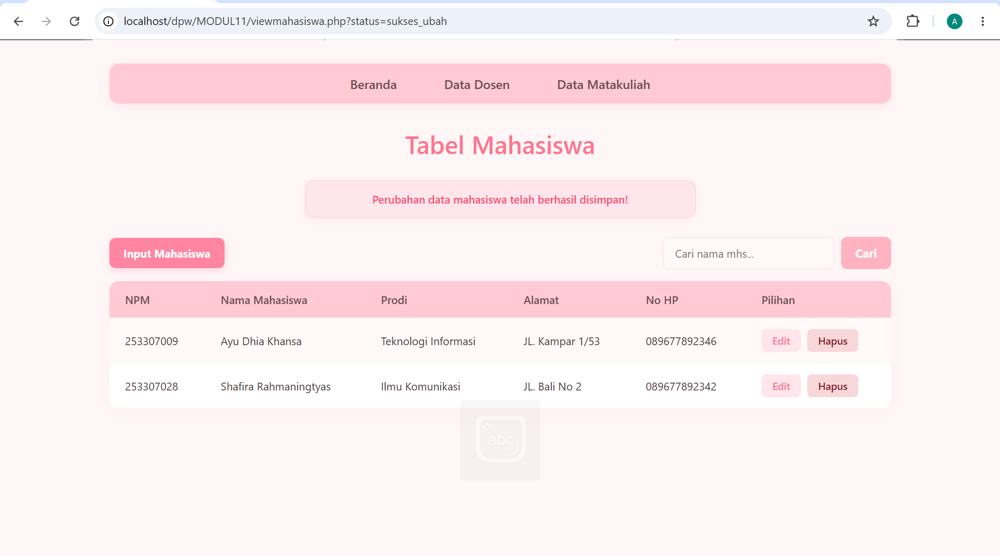 localhost/dpw/MODUL11/viewmahasiswa.php?status=sukses_ubah
A
Beranda Data Dosen Data Matakuliah
Tabel Mahasiswa
Perubahan data mahasiswa telah berhasil disimpan!
Input Mahasiswa Cari nama mhs... Cari
NPM Nama Mahasiswa Prodi Alamat No HP Pilihan
253307009 Ayu Dhia Khansa Teknologi Informasi JL. Kampar 1/53 089677892346 Edit Hapus
253307028 Shafira Rahmaningtyas Ilmu Komunikasi JL. Bali No 2 089677892342 Edit Hapus
abc